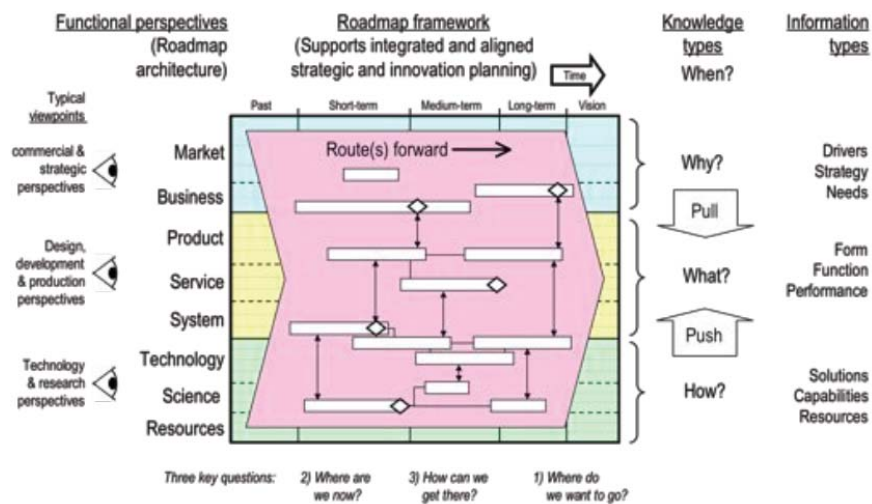 Functional perspectives
(Roadmap
architecture)
Roadmap framework
(Supports integrated and aligned
strategic and innovation planning)
Time
Knowledge
types
When?
Information
types
Typical
viewpoints
Past
Short-term
Medium-term
Long-term
Vision
commercial &
strategic
perspectives
Market
Business
Route(s) forward
Why?
Drivers
Strategy
Needs
Pull
Design,
development
& production
perspectives
Product
Service
System
What?
Form
Function
Performance
Push
Technology
& research
perspectives
Technology
Science
Resources
How?
Solutions
Capabilities
Resources
Three key questions:
2) Where are
we now?
3) How can we
get there?
1) Where do
we want to go?